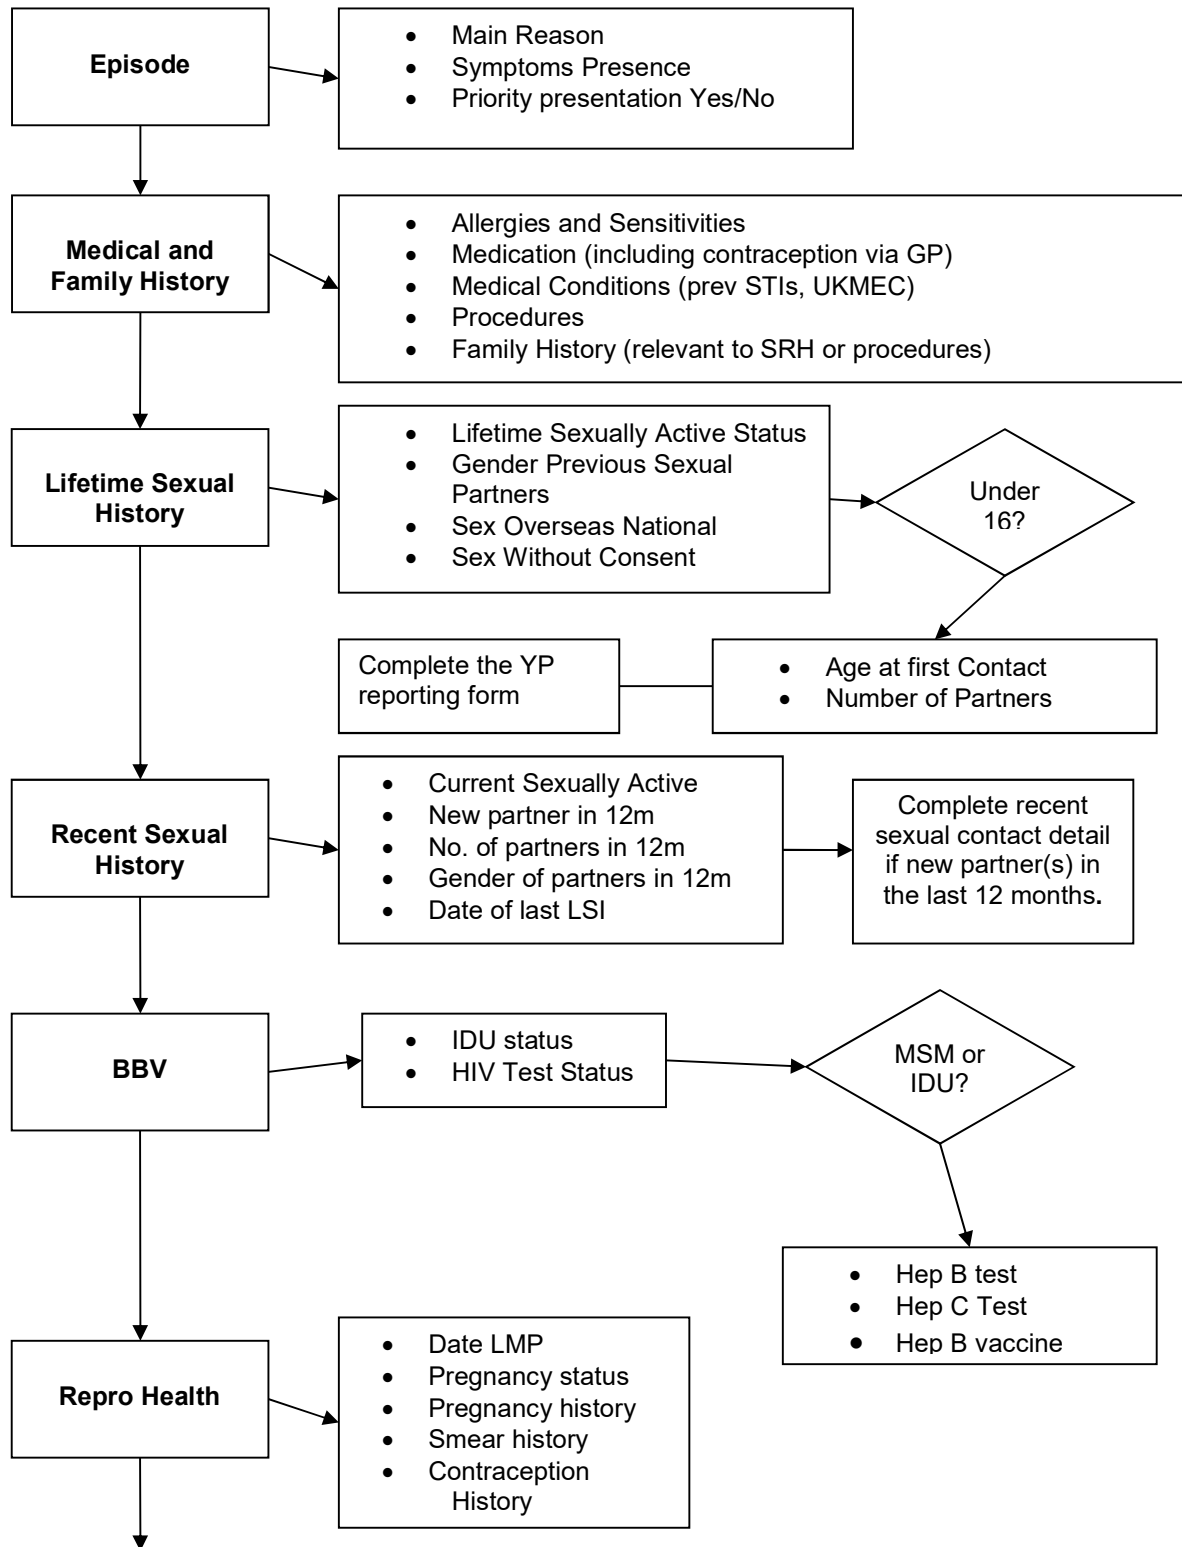 Episode
• Main Reason
• Symptoms Presence
• Priority presentation Yes/No
Medical and
Family History
• Allergies and Sensitivities
• Medication (including contraception via GP)
• Medical Conditions (prev STIs, UKMEC)
• Procedures
• Family History (relevant to SRH or procedures)
Lifetime Sexual
History
• Lifetime Sexually Active Status
• Gender Previous Sexual
Partners
• Sex Overseas National
• Sex Without Consent
Under
16?
Complete the YP
reporting form
• Age at first Contact
• Number of Partners
Recent Sexual
History
• Current Sexually Active
• New partner in 12m
• No. of partners in 12m
• Gender of partners in 12m
• Date of last LSI
Complete recent
sexual contact detail
if new partner(s) in
the last 12 months.
BBV
• IDU status
• HIV Test Status
MSM or
IDU?
• Hep B test
• Hep C Test
• Hep B vaccine
Repro Health
• Date LMP
• Pregnancy status
• Pregnancy history
• Smear history
• Contraception
History